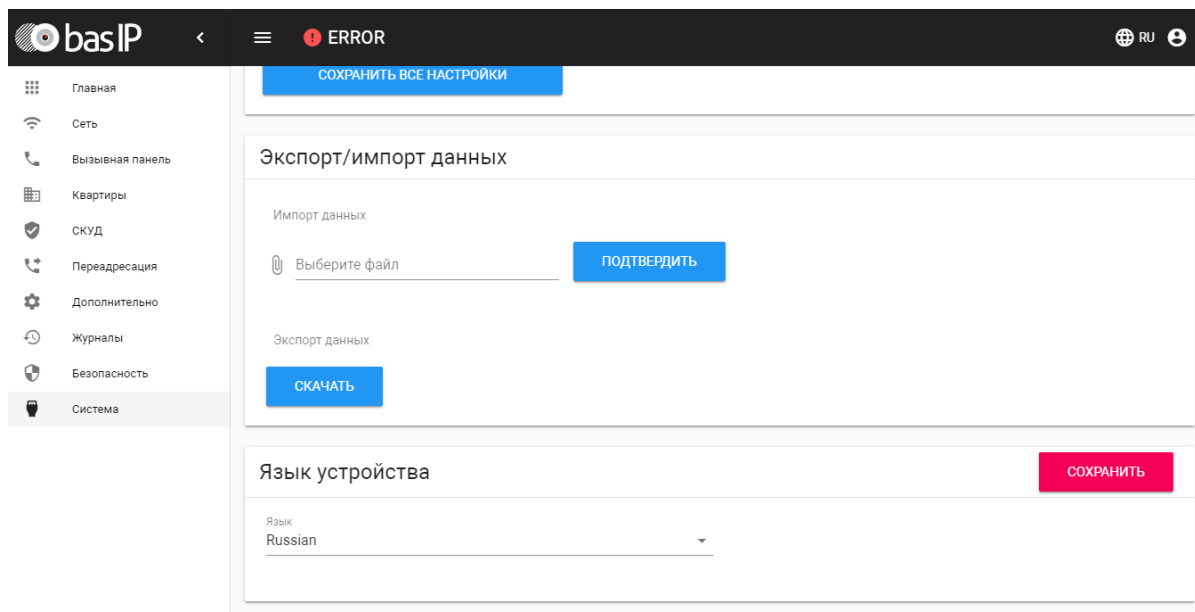 bas IP
ERROR
RU
Главная
Сеть
Вызывная панель
Квартиры
СКУД
Переадресация
Дополнительно
Журналы
Безопасность
Система
СОХРАНИТЬ ВСЕ НАСТРОЙКИ
Экспорт/импорт данных
Импорт данных
Выберите файл
ПОДТВЕРДИТЬ
Экспорт данных
СКАЧАТЬ
Язык устройства
СОХРАНИТЬ
Язык
Russian